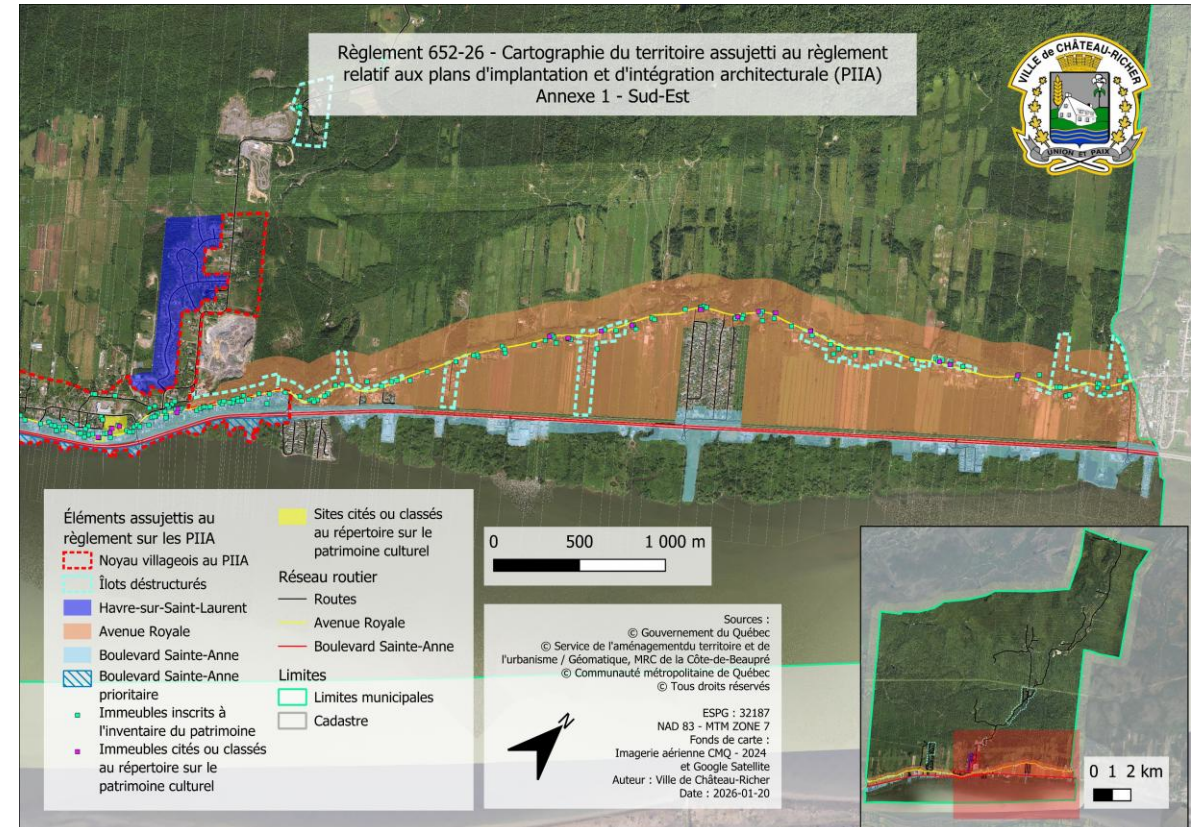 Règlement 652-26 - Cartographie du territoire assujetti au règlement
relatif aux plans d'implantation et d'intégration architecturale (PIIA)
Annexe 1 - Sud-Est
VILLE de CHÂTEAU-RICHER
UNION ET PAIX
Éléments assujettis au
règlement sur les PIIA
Noyau villageois au PIIA
Îlots déstructurés
Havre-sur-Saint-Laurent
Avenue Royale
Boulevard Sainte-Anne
Boulevard Sainte-Anne
prioritaire
Immeubles inscrits à
l'inventaire du patrimoine
Immeubles cités ou classés
au répertoire sur le
patrimoine culturel
Sites cités ou classés
au répertoire sur le
patrimoine culturel
Réseau routier
Routes
Avenue Royale
Boulevard Sainte-Anne
Limites
Limites municipales
Cadastre
0 500 1 000 m
Sources :
© Gouvernement du Québec
© Service de l'aménagementdu territoire et de
l'urbanisme / Géomatique, MRC de la Côte-de-Beaupré
© Communauté métropolitaine de Québec
© Tous droits réservés
N
ESPG : 32187
NAD 83 - MTM ZONE 7
Fonds de carte :
Imagerie aérienne CMQ - 2024
et Google Satellite
Auteur : Ville de Château-Richer
Date : 2026-01-20
0 1 2 km